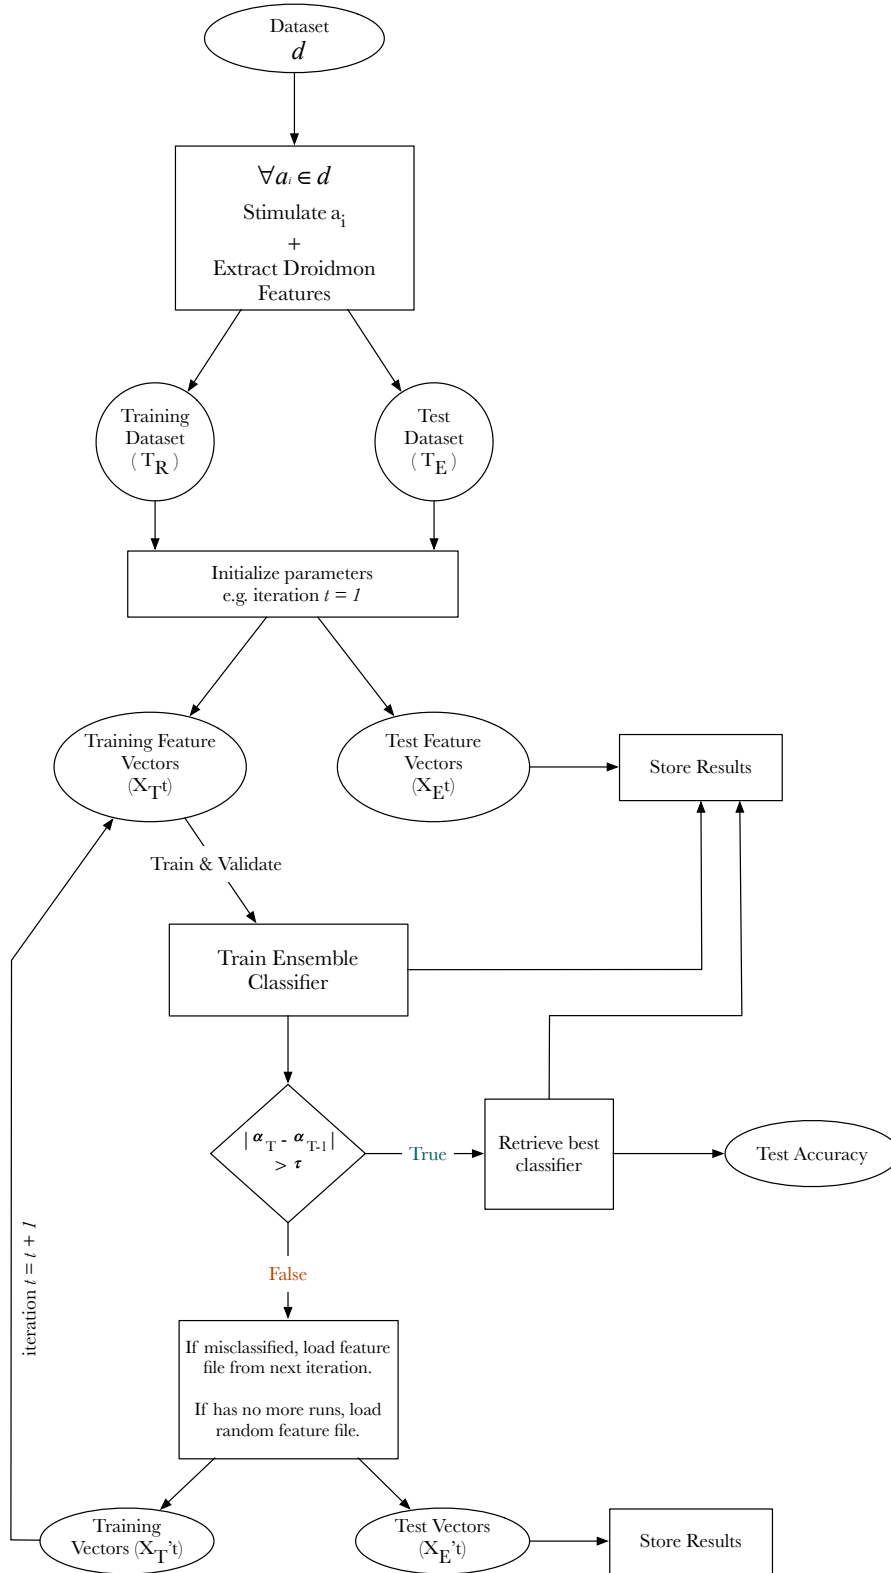 Dataset
d
∀aᵢ ∈ d
Stimulate aᵢ
+
Extract Droidmon
Features
Training
Dataset
( T_R )
Test
Dataset
( T_E )
Initialize parameters
e.g. iteration t = 1
Training Feature
Vectors
(X_T t)
Test Feature
Vectors
(X_E t)
Store Results
Train & Validate
Train Ensemble
Classifier
| α_T - α_T-1 |
> τ
True
Retrieve best
classifier
Test Accuracy
False
iteration t = t + 1
If misclassified, load feature
file from next iteration.
If has no more runs, load
random feature file.
Training
Vectors (X_T't)
Test Vectors
(X_E't)
Store Results